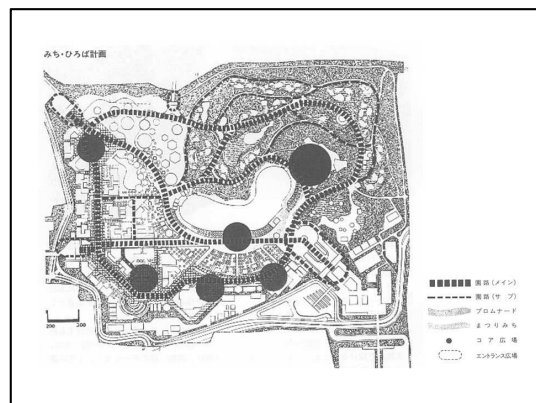 みち・ひろば計画
200 500
園路(メイン)
園路(サブ)
プロムナード
まつりみち
コア広場
エントランス広場